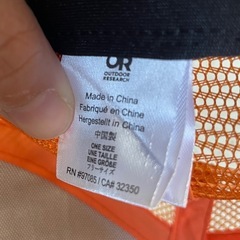 OR
OUTDOOR
RESEARCH
Made in China
Fabriqué en Chine
Hergestellt in China
中国製
ONE SIZE
UNE TAILLE
EINE GRÖßE
フリーサイズ
RN #97085 / CA# 32350